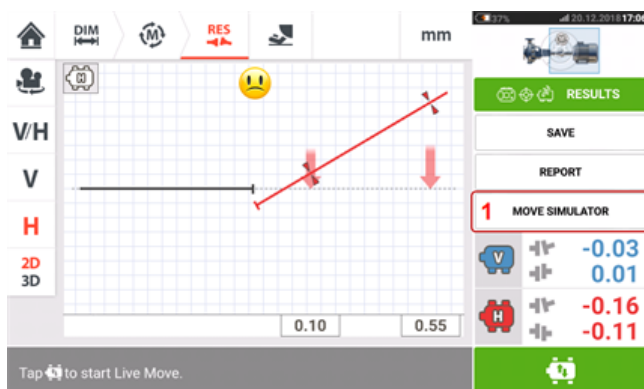 DIM
M
RES
mm
37% 20.12.2018 17:06
RESULTS
V/H
SAVE
V
REPORT
H
1 MOVE SIMULATOR
2D
3D
V -0.03
0.01
H -0.16
-0.11
0.10 0.55
Tap to start Live Move.